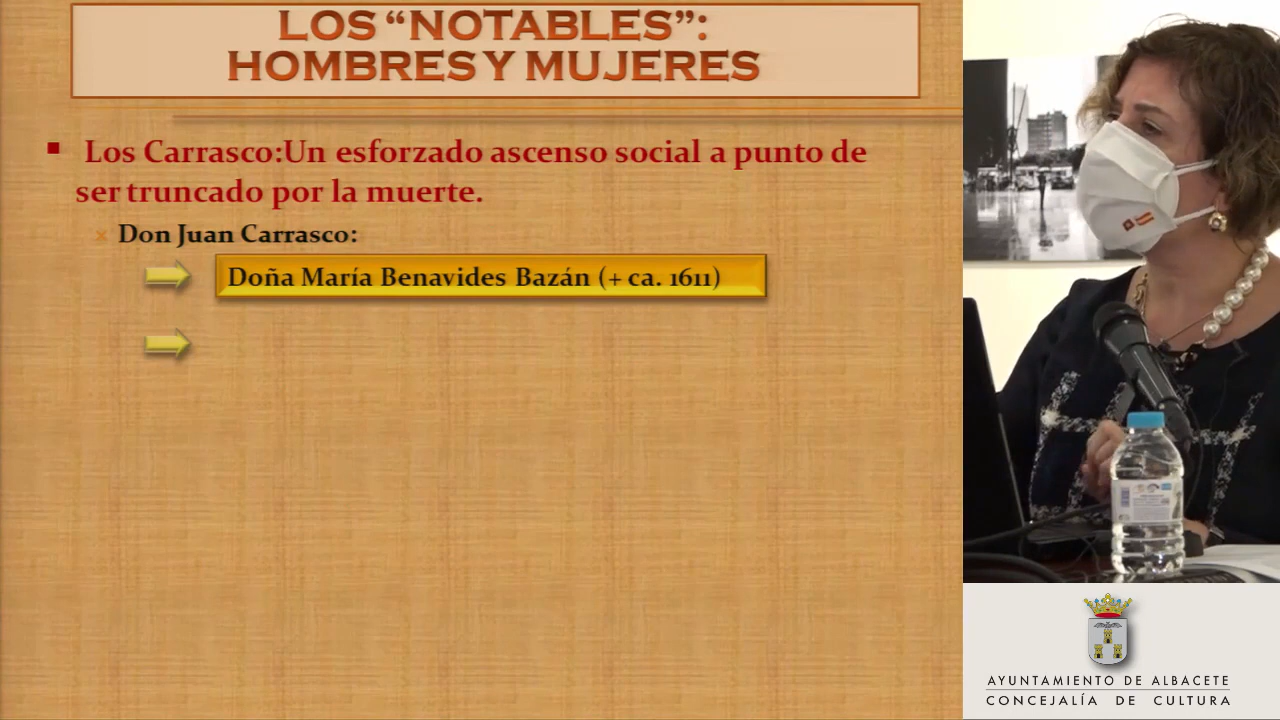 LOS “NOTABLES”:
HOMBRES Y MUJERES
Los Carrasco:Un esforzado ascenso social a punto de
ser truncado por la muerte.
Don Juan Carrasco:
Doña María Benavides Bazán (+ ca. 1611)
AYUNTAMIENTO DE ALBACETE
CONCEJALÍA DE CULTURA